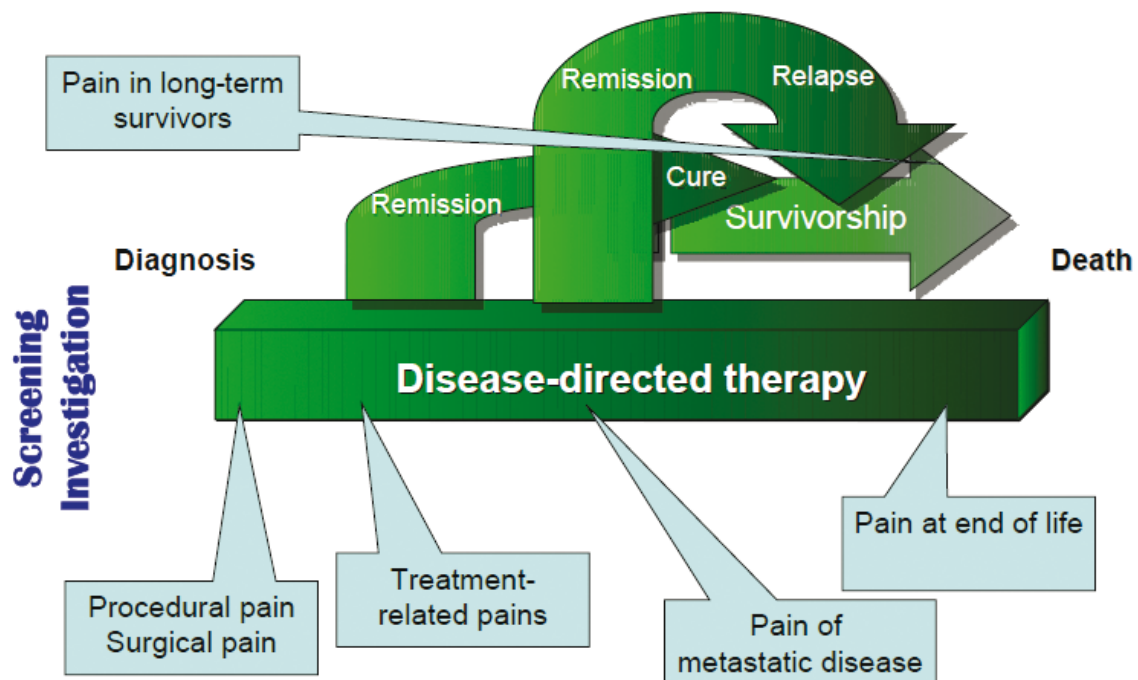 Pain in long-term
survivors
Remission
Relapse
Remission
Cure
Survivorship
Diagnosis
Death
Screening
Investigation
Disease-directed therapy
Procedural pain
Surgical pain
Treatment-
related pains
Pain of
metastatic disease
Pain at end of life